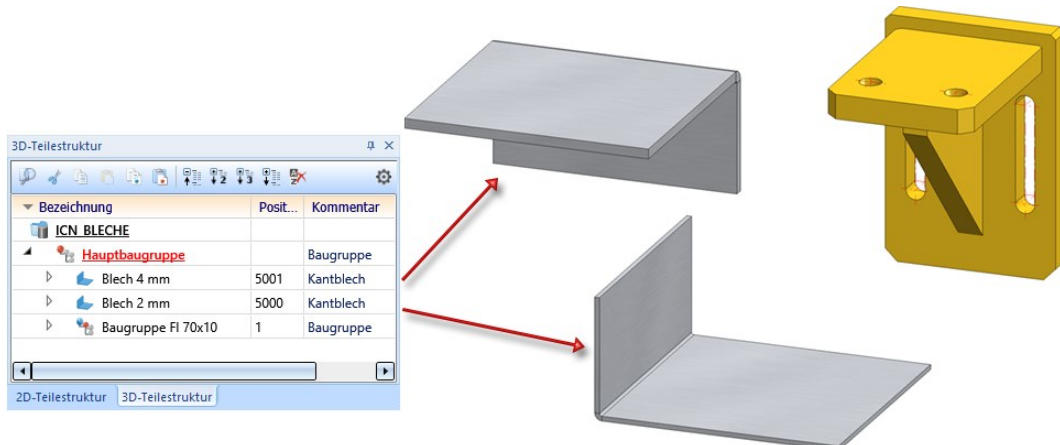 3D-Teilestruktur
Bezeichnung Posit... Kommentar
ICN_BLECHE
Hauptbaugruppe Baugruppe
Blech 4 mm 5001 Kantblech
Blech 2 mm 5000 Kantblech
Baugruppe Fl 70x10 1 Baugruppe
2D-Teilestruktur 3D-Teilestruktur